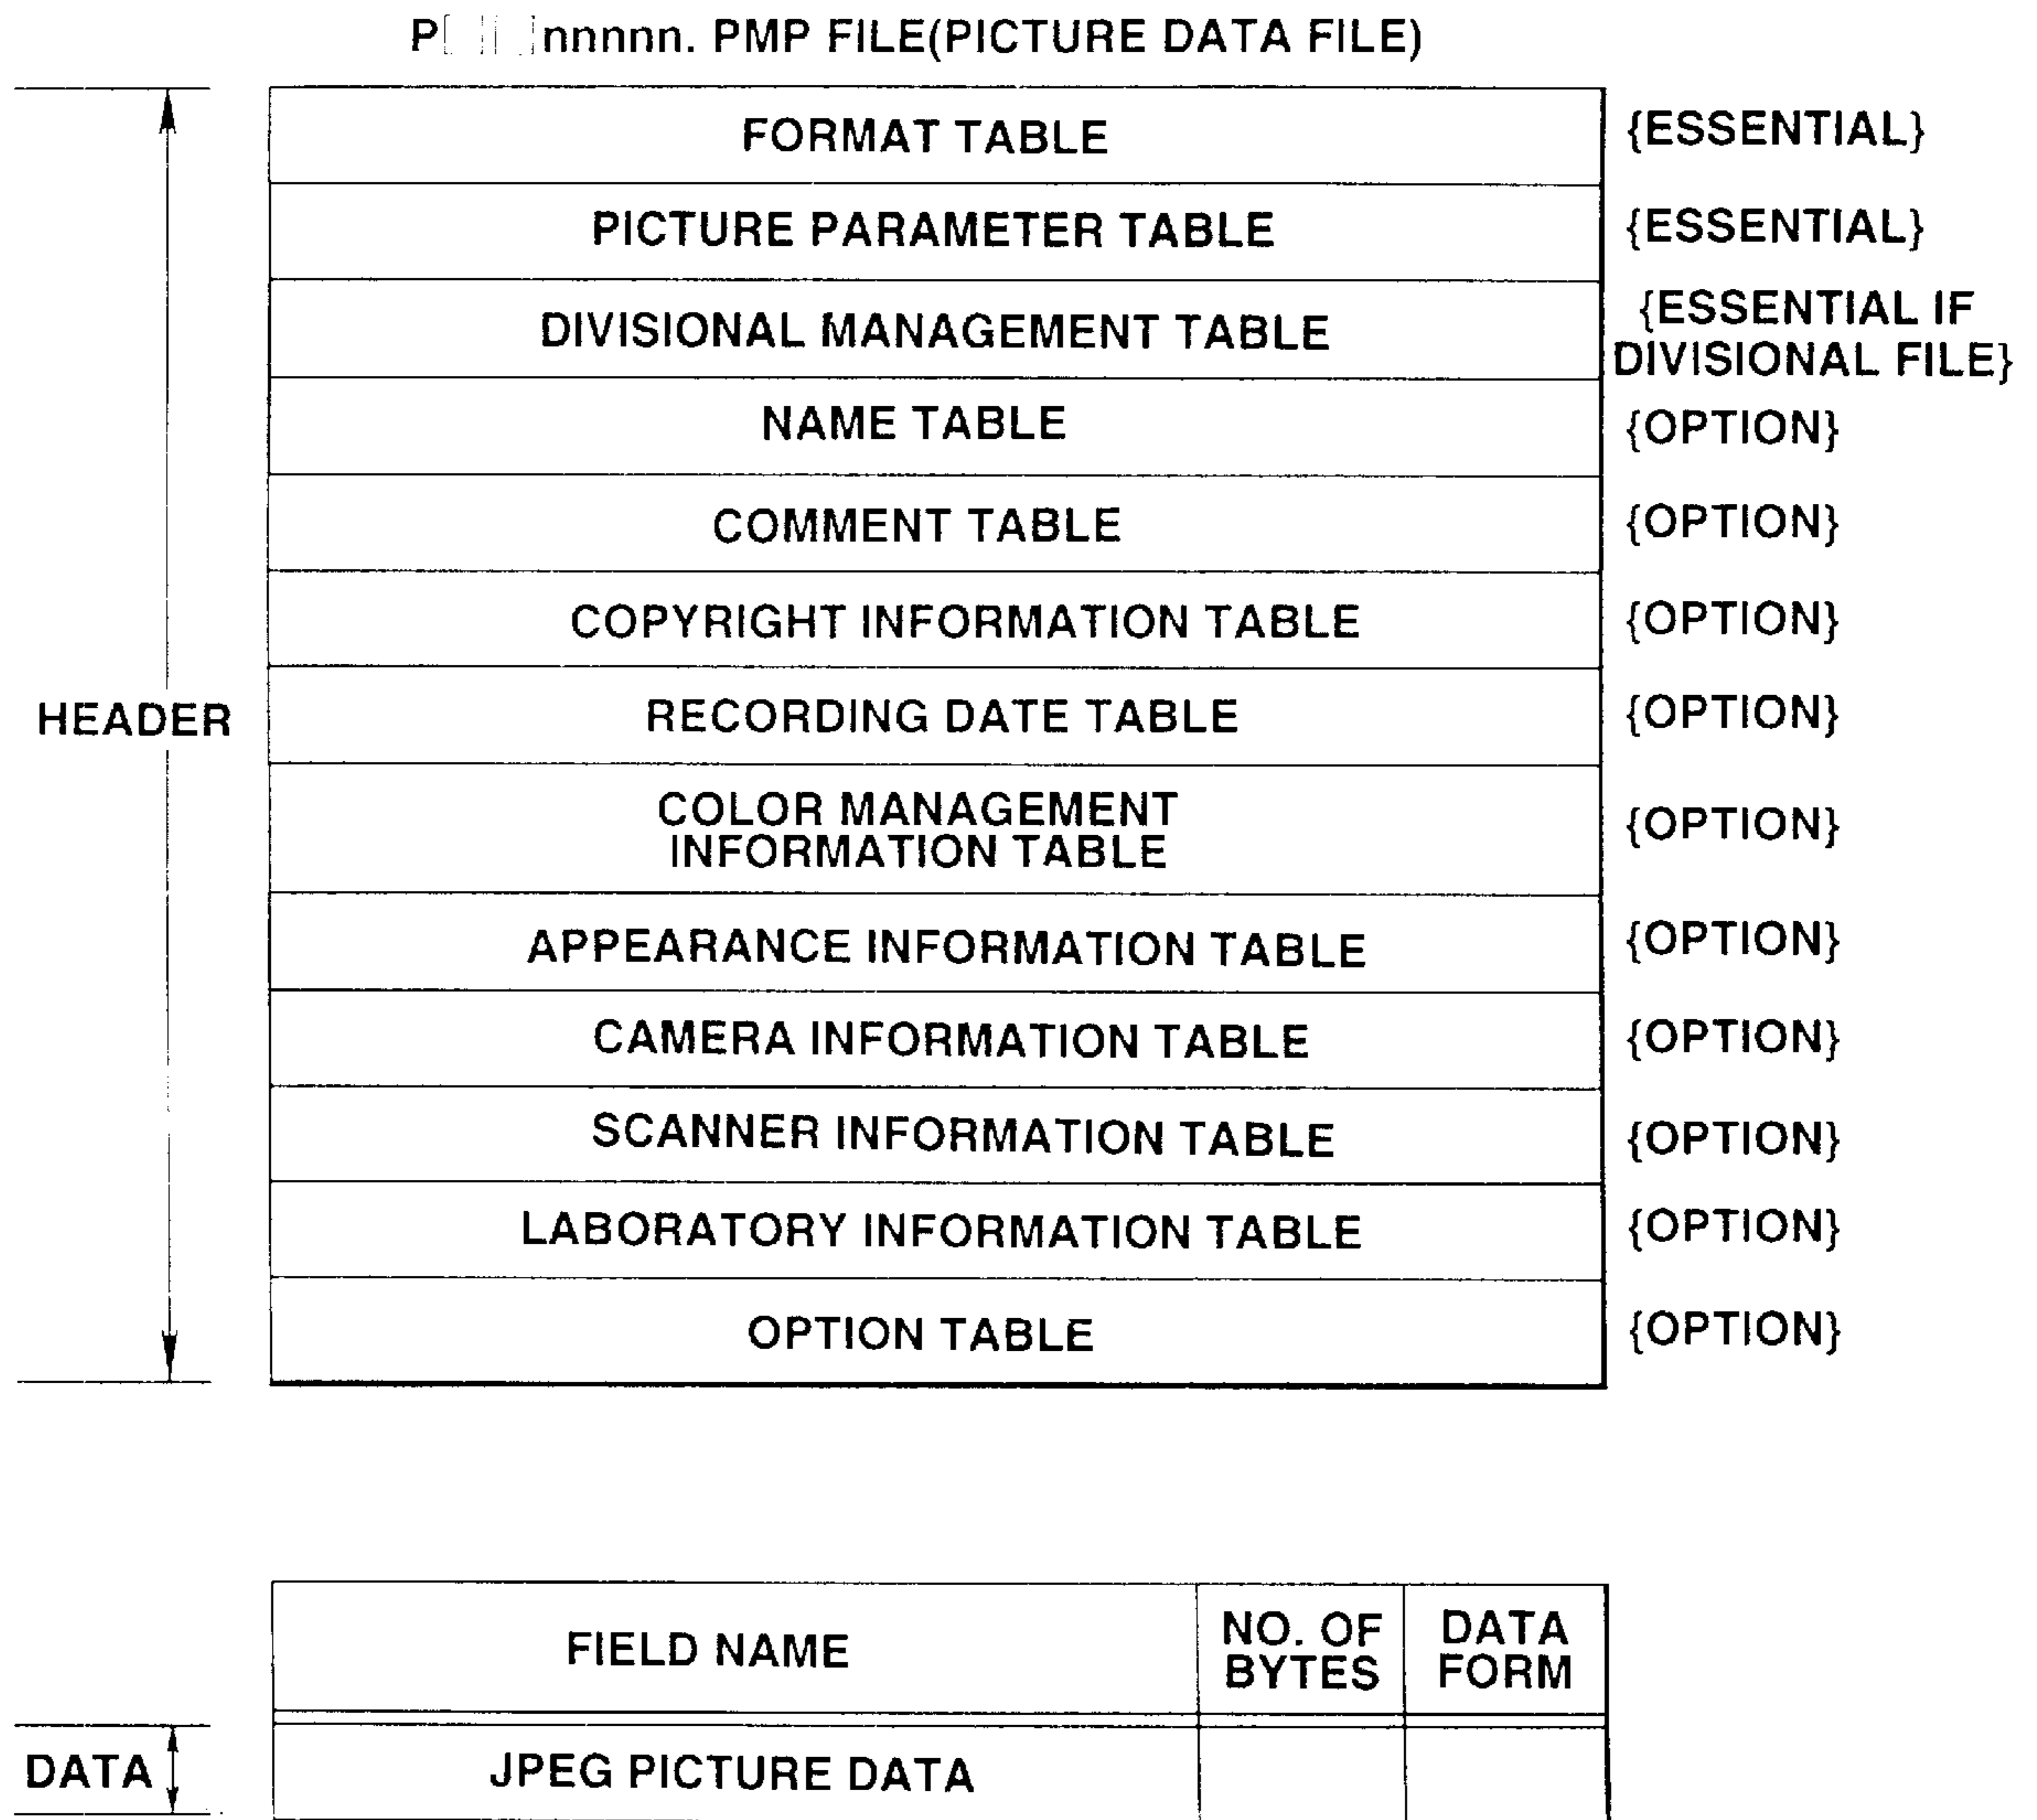 P□□□nnnnn. PMP FILE(PICTURE DATA FILE)
FORMAT TABLE {ESSENTIAL}
PICTURE PARAMETER TABLE {ESSENTIAL}
DIVISIONAL MANAGEMENT TABLE {ESSENTIAL IF
DIVISIONAL FILE}
NAME TABLE {OPTION}
COMMENT TABLE {OPTION}
COPYRIGHT INFORMATION TABLE {OPTION}
HEADER RECORDING DATE TABLE {OPTION}
COLOR MANAGEMENT
INFORMATION TABLE {OPTION}
APPEARANCE INFORMATION TABLE {OPTION}
CAMERA INFORMATION TABLE {OPTION}
SCANNER INFORMATION TABLE {OPTION}
LABORATORY INFORMATION TABLE {OPTION}
OPTION TABLE {OPTION}
FIELD NAME NO. OF DATA
BYTES FORM
DATA JPEG PICTURE DATA